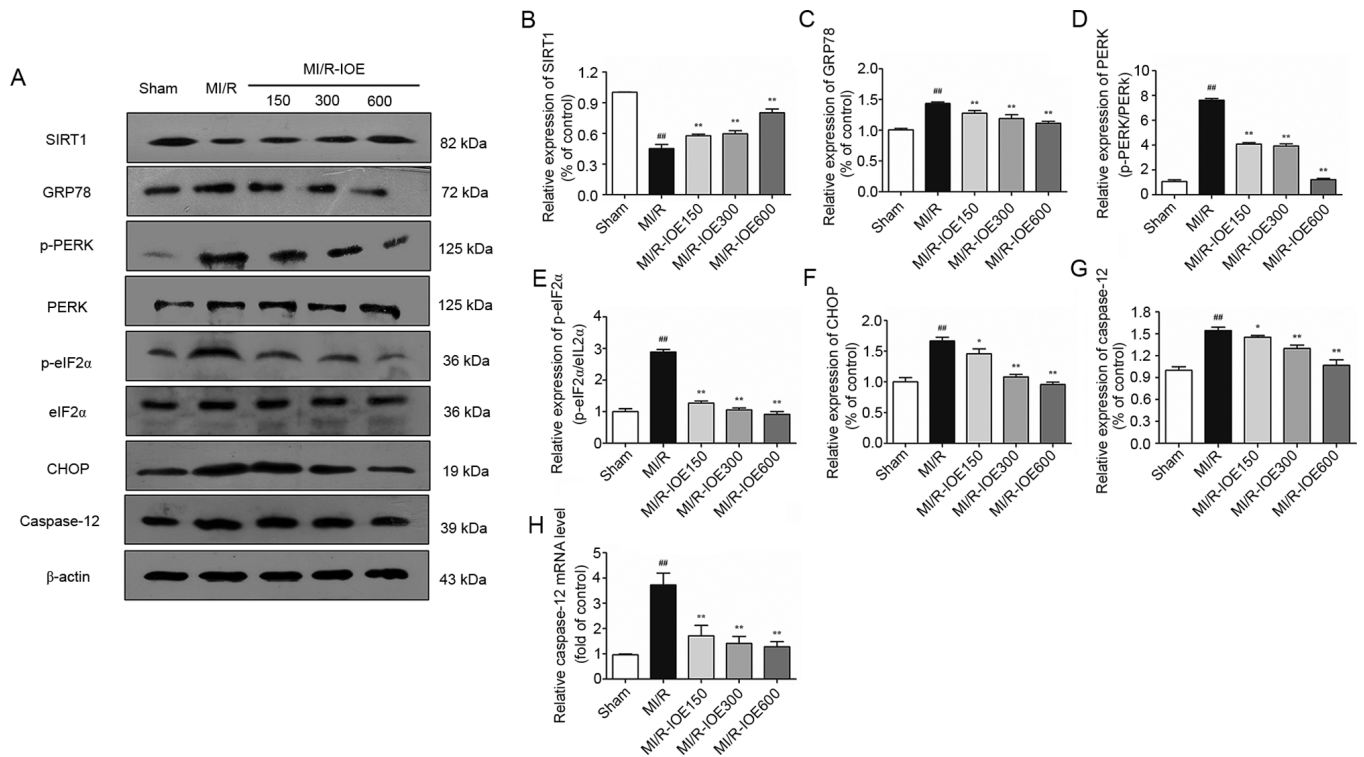 A
MI/R-IOE
Sham MI/R 150 300 600
SIRT1 82 kDa
GRP78 72 kDa
p-PERK 125 kDa
PERK 125 kDa
p-eIF2α 36 kDa
eIF2α 36 kDa
CHOP 19 kDa
Caspase-12 39 kDa
β-actin 43 kDa
B
Relative expression of SIRT1
(% of control)
1.2
0.9
0.6
0.3
0.0
## ** ** **
Sham MI/R MI/R-IOE150 MI/R-IOE300 MI/R-IOE600
C
Relative expression of GRP78
(% of control)
2.0
1.5
1.0
0.5
0.0
## ** ** **
Sham MI/R MI/R-IOE150 MI/R-IOE300 MI/R-IOE600
D
Relative expression of PERK
(p-PERK/PERk)
10
8
6
4
2
0
## ** ** **
Sham MI/R MI/R-IOE150 MI/R-IOE300 MI/R-IOE600
E
Relative expression of p-eIF2α
(p-eIF2α/eIL2α)
4
3
2
1
0
## ** ** **
Sham MI/R MI/R-IOE150 MI/R-IOE300 MI/R-IOE600
F
Relative expression of CHOP
(% of control)
2.0
1.5
1.0
0.5
0.0
## * ** **
Sham MI/R MI/R-IOE150 MI/R-IOE300 MI/R-IOE600
G
Relative expression of caspase-12
(% of control)
1.8
1.5
1.2
0.9
0.6
0.3
0.0
## * ** **
Sham MI/R MI/R-IOE150 MI/R-IOE300 MI/R-IOE600
H
Relative caspase-12 mRNA level
(fold of control)
5
4
3
2
1
0
## ** ** **
Sham MI/R MI/R-IOE150 MI/R-IOE300 MI/R-IOE600